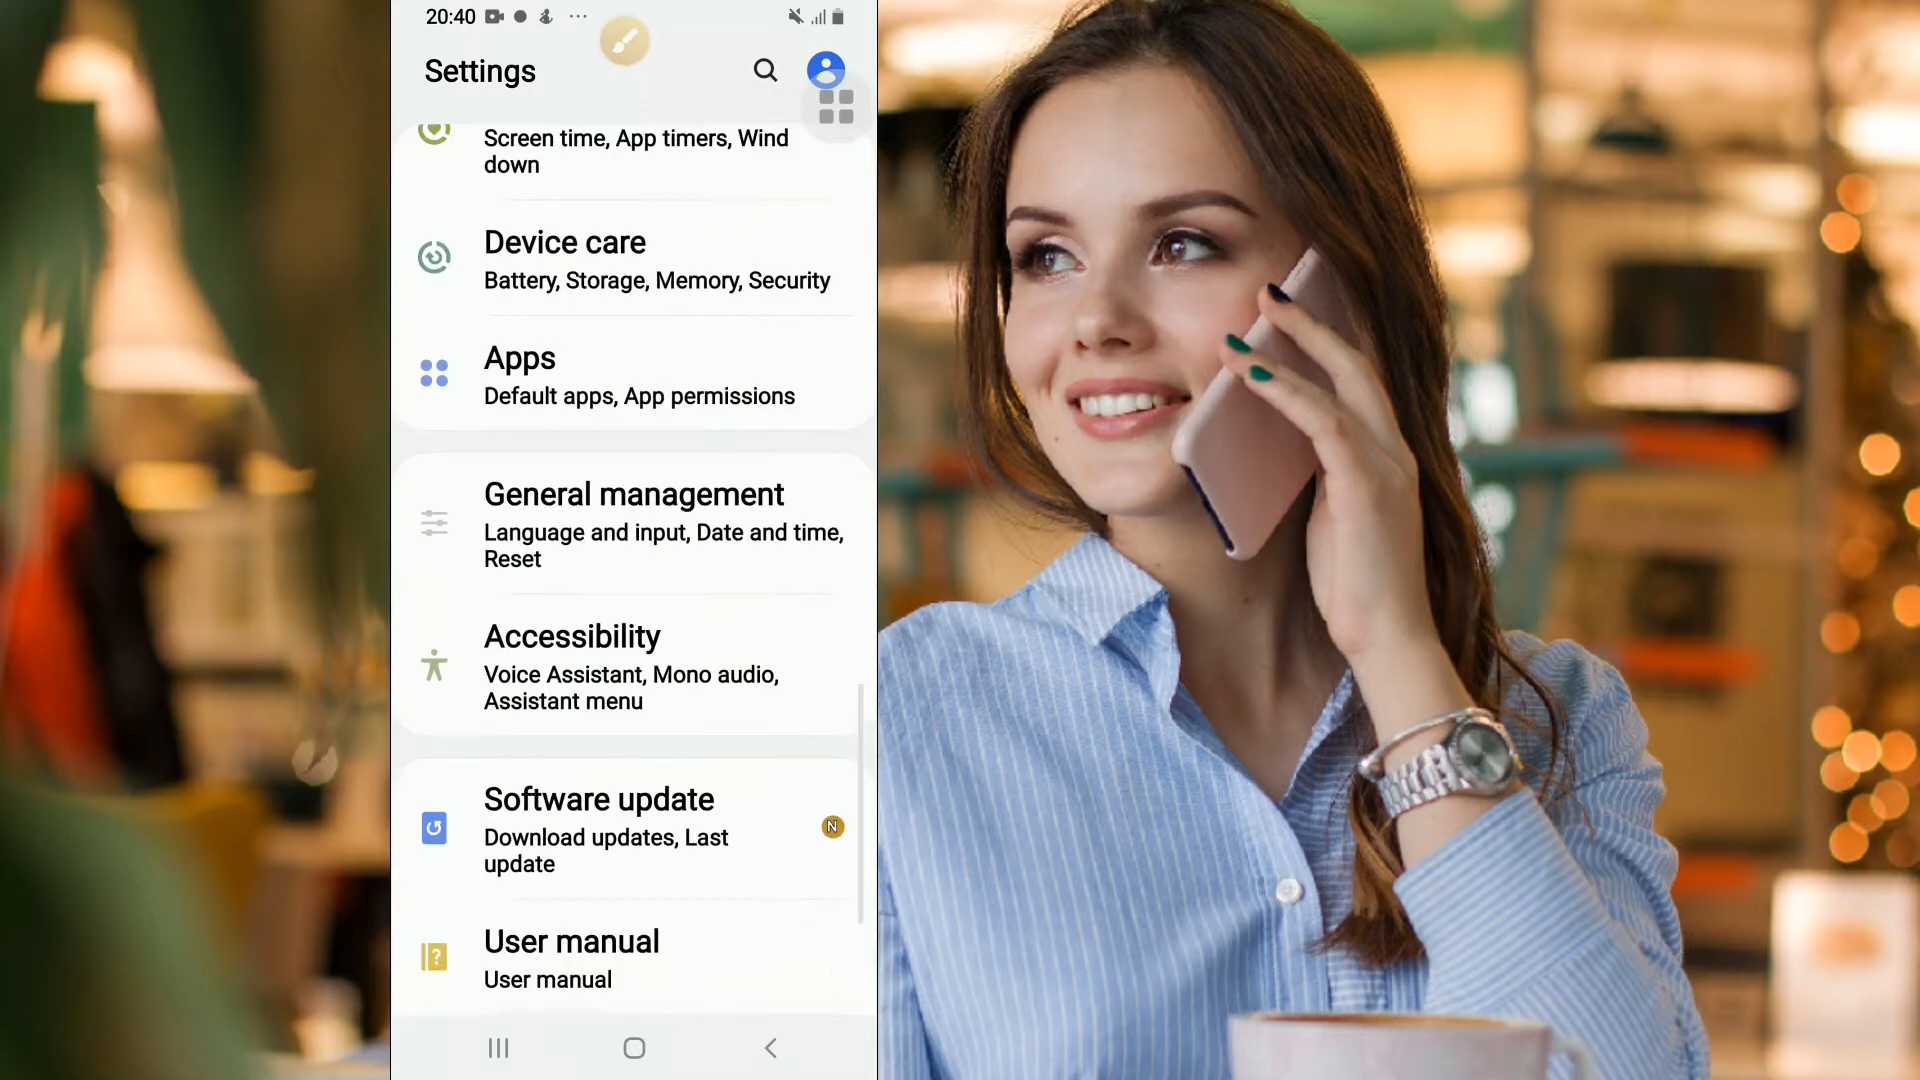 20:40
Settings
Screen time, App timers, Wind
down
Device care
Battery, Storage, Memory, Security
Apps
Default apps, App permissions
General management
Language and input, Date and time,
Reset
Accessibility
Voice Assistant, Mono audio,
Assistant menu
Software update
N
Download updates, Last
update
User manual
User manual